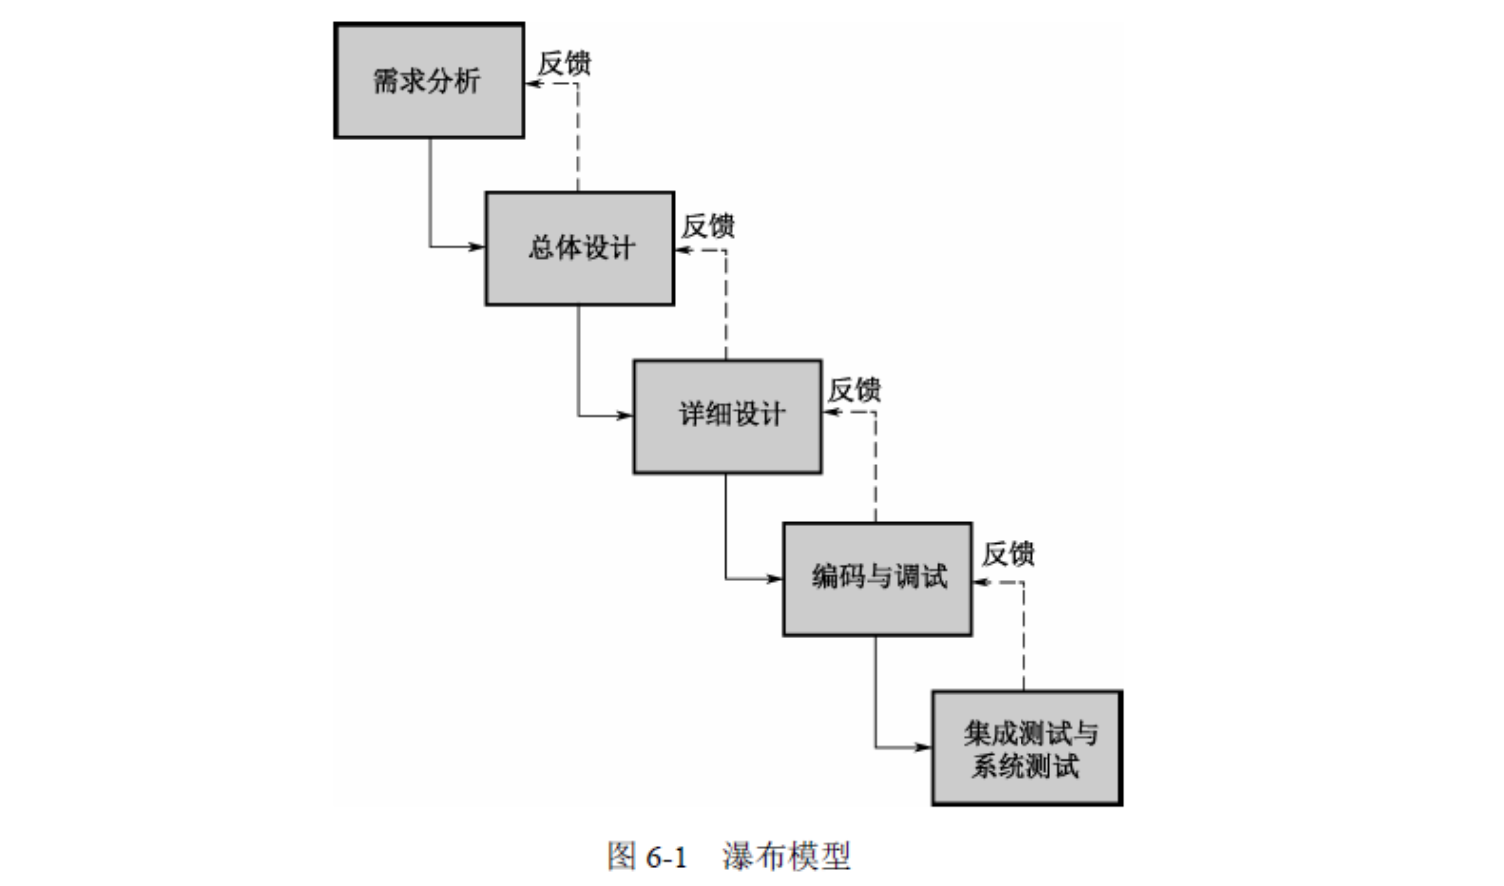 需求分析
反馈
总体设计
反馈
详细设计
反馈
编码与调试
反馈
集成测试与
系统测试
图 6-1 瀑布模型